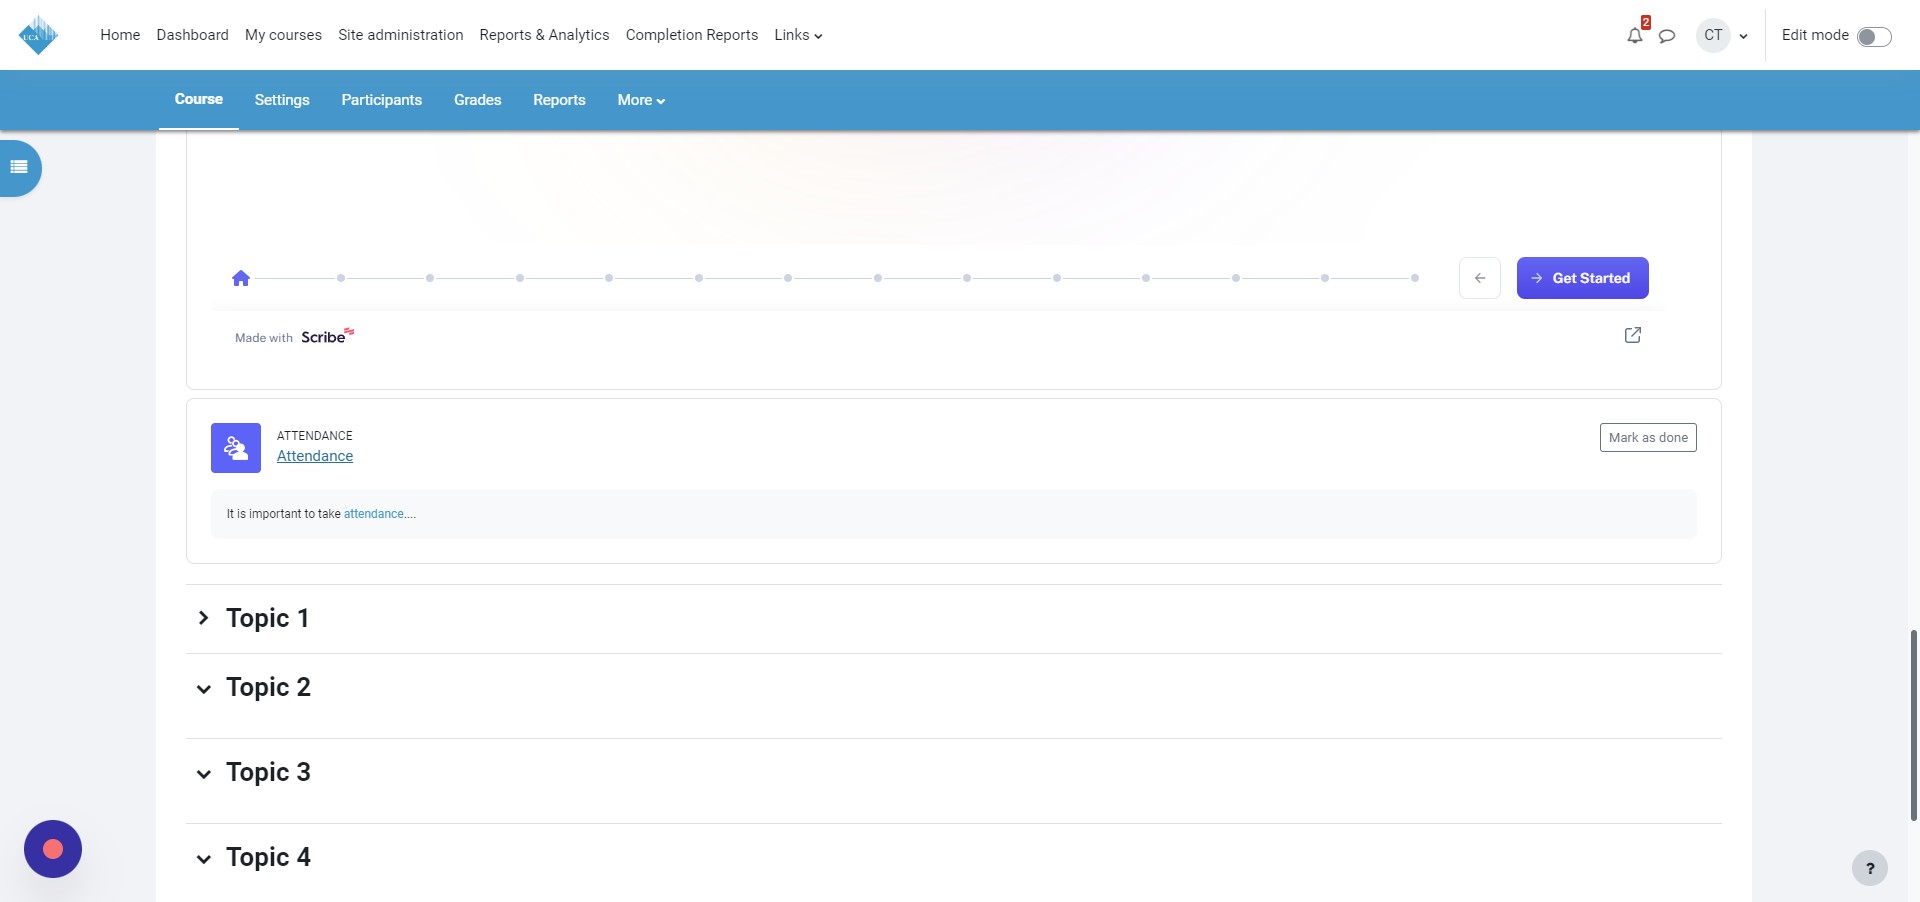 UCA
Home Dashboard My courses Site administration Reports & Analytics Completion Reports Links
2
CT
Edit mode
Course Settings Participants Grades Reports More
Get Started
Made with Scribe
ATTENDANCE
Attendance
Mark as done
It is important to take attendance....
Topic 1
Topic 2
Topic 3
Topic 4
?